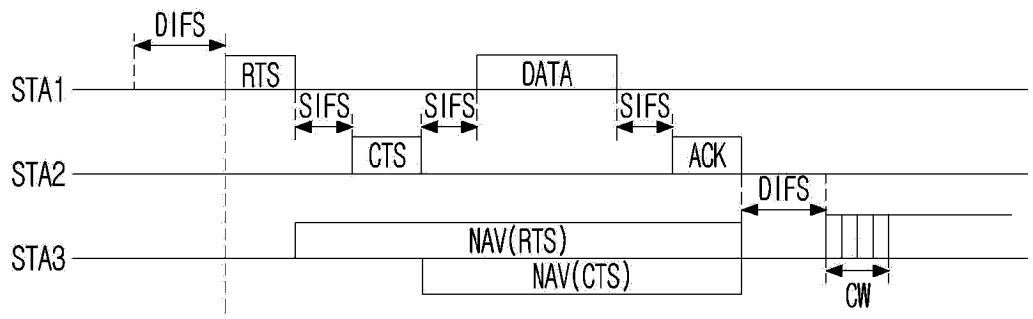 DIFS
STA1 RTS DATA
SIFS SIFS SIFS
STA2 CTS ACK
DIFS
STA3 NAV(RTS)
NAV(CTS)
CW